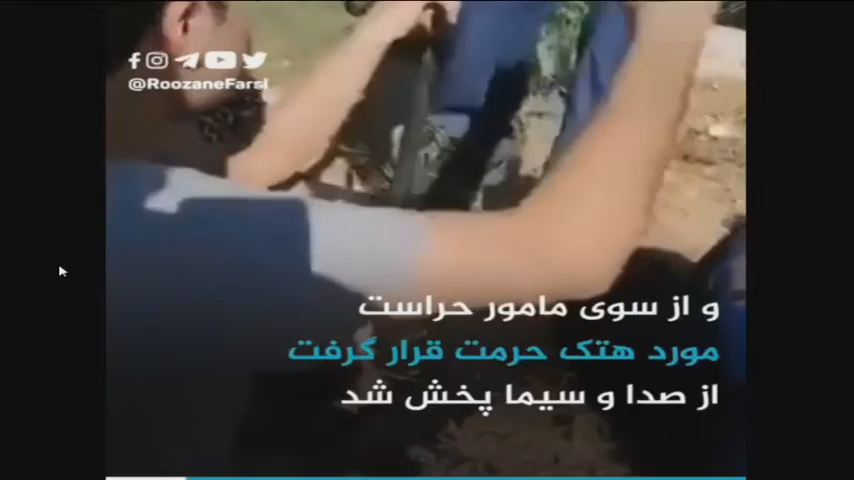 @RoozaneFarsi
و از سوی مامور حراست
مورد هتک حرمت قرار گرفت
از صدا و سیما پخش شد